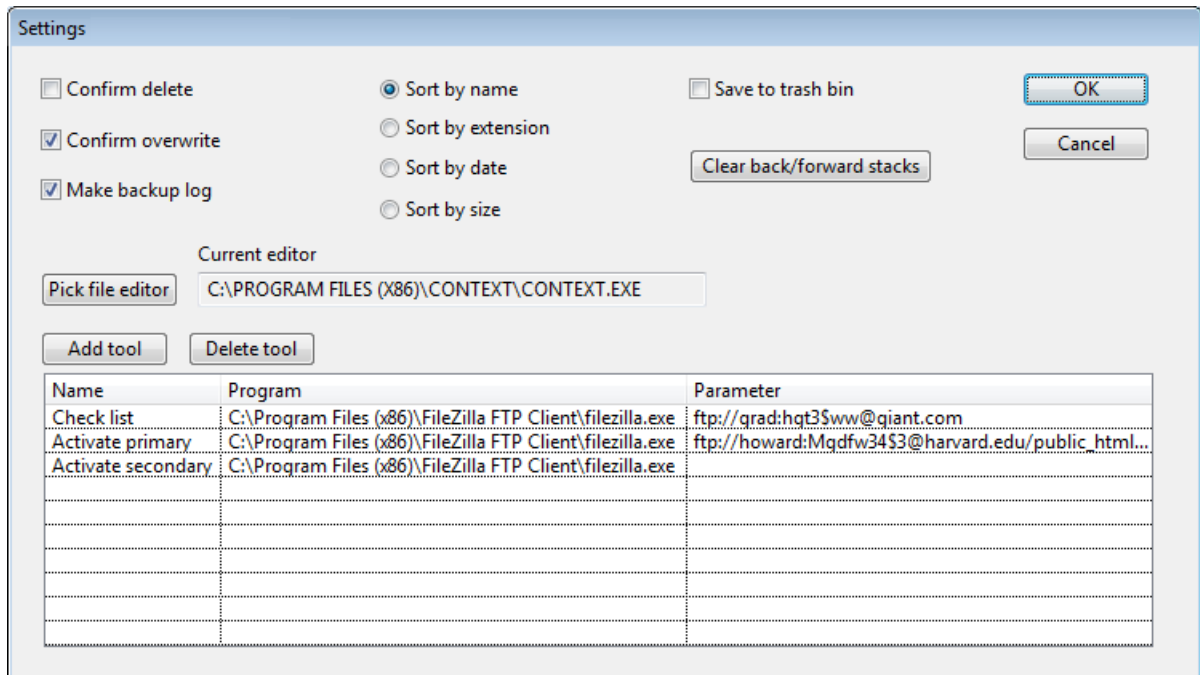 Settings
Confirm delete
Sort by name
Save to trash bin
OK
Confirm overwrite
Sort by extension
Cancel
Sort by date
Clear back/forward stacks
Make backup log
Sort by size
Current editor
Pick file editor
C:\PROGRAM FILES (X86)\CONTEXT\CONTEXT.EXE
Add tool
Delete tool
Name Program Parameter
Check list C:\Program Files (x86)\FileZilla FTP Client\filezilla.exe ftp://grad:hqt3$ww@giant.com
Activate primary C:\Program Files (x86)\FileZilla FTP Client\filezilla.exe ftp://howard:Mqdfw34$3@harvard.edu/public_html...
Activate secondary C:\Program Files (x86)\FileZilla FTP Client\filezilla.exe